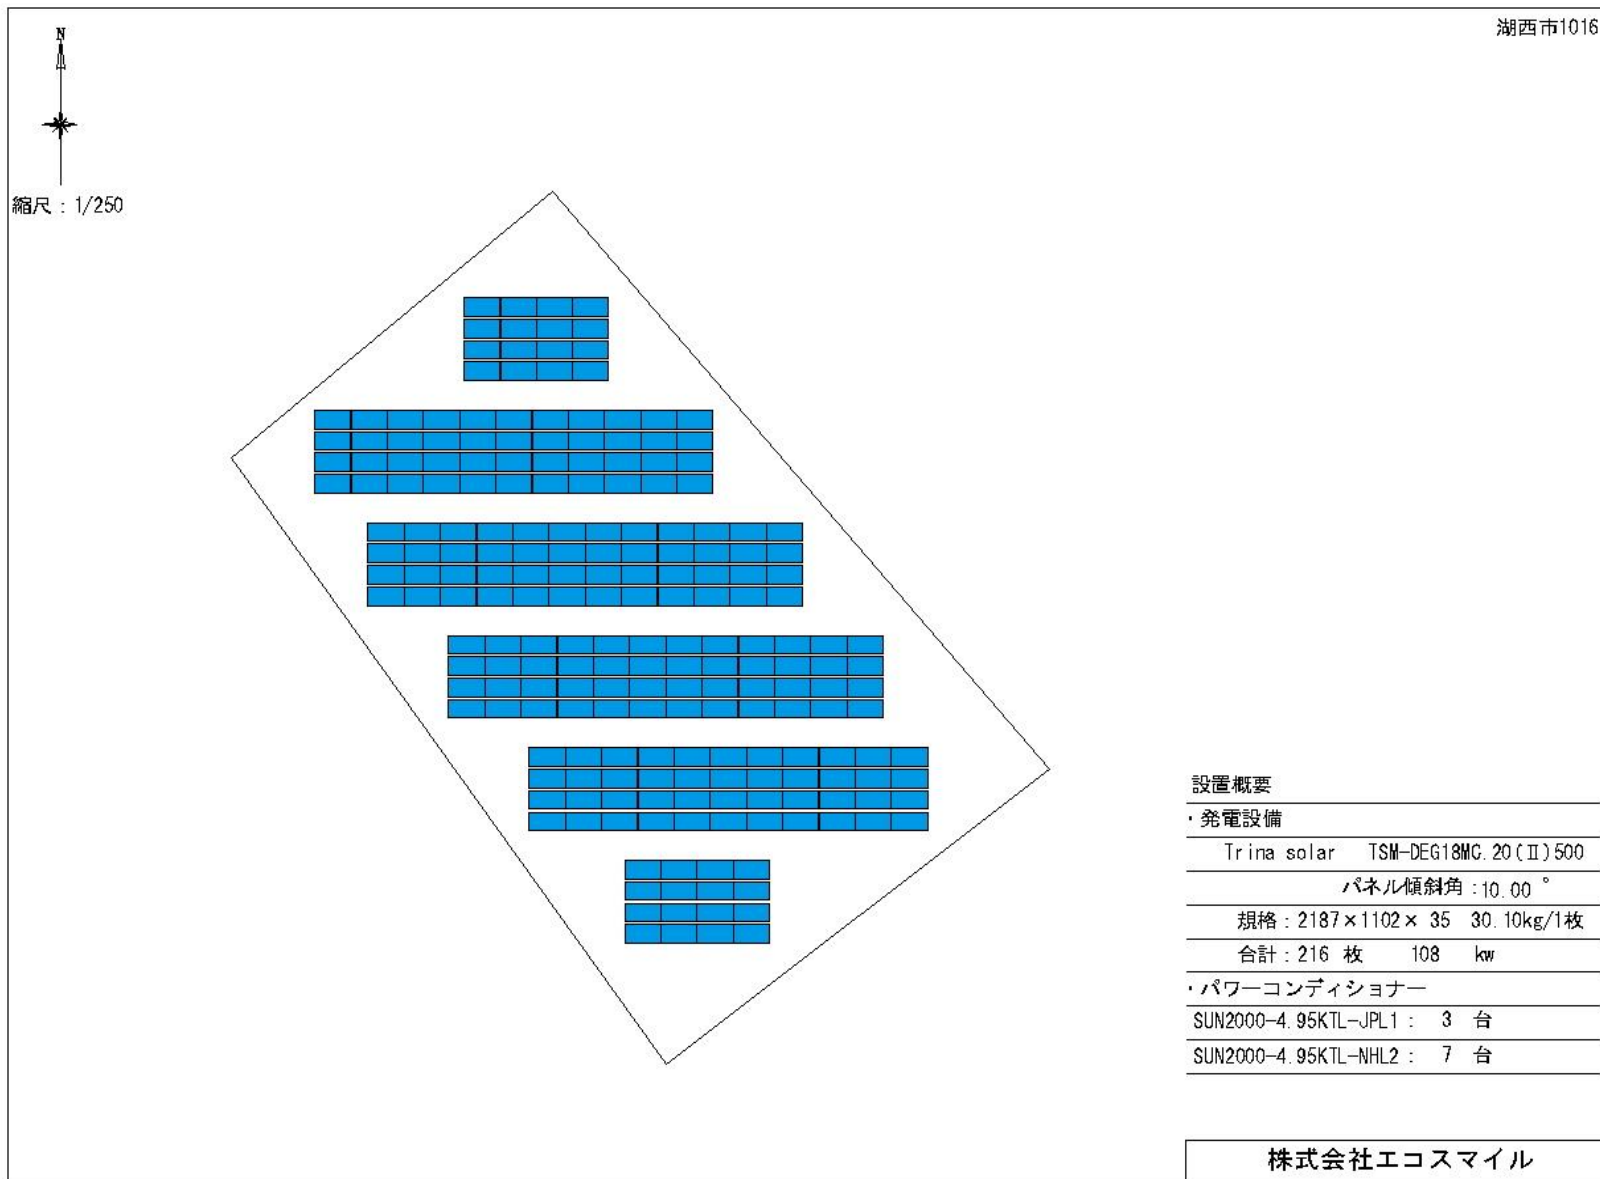 湖西市1016
N
縮尺：1/250
設置概要
・発電設備
Trina solar TSM-DEG18MC.20(Ⅱ)500
パネル傾斜角：10.00 °
規格：2187×1102× 35 30.10kg/1枚
合計：216 枚 108 kw
・パワーコンディショナー
SUN2000-4.95KTL-JPL1： 3 台
SUN2000-4.95KTL-NHL2： 7 台
株式会社エコスマイル